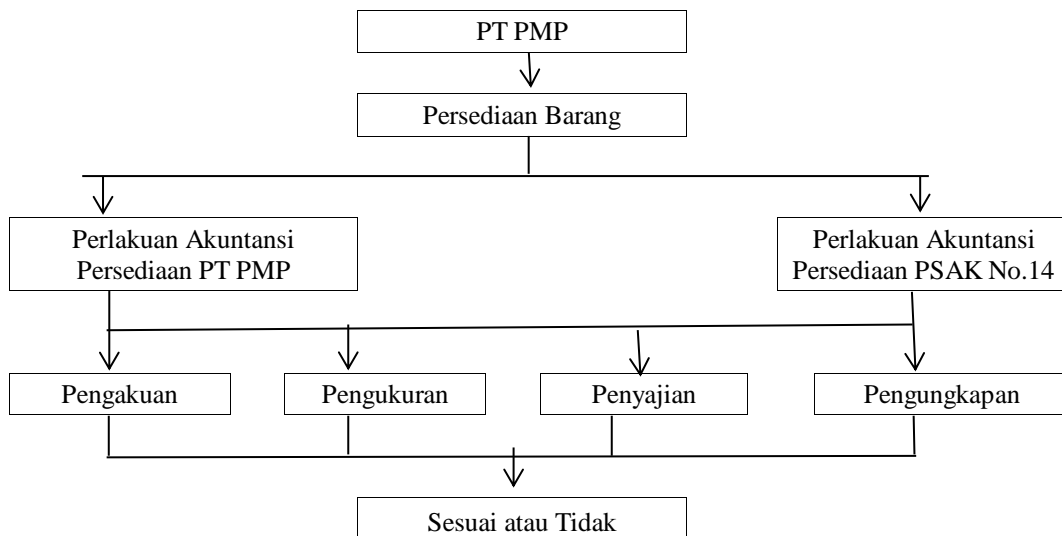 PT PMP
Persediaan Barang
Perlakuan Akuntansi
Persediaan PT PMP
Perlakuan Akuntansi
Persediaan PSAK No.14
Pengakuan
Pengukuran
Penyajian
Pengungkapan
Sesuai atau Tidak